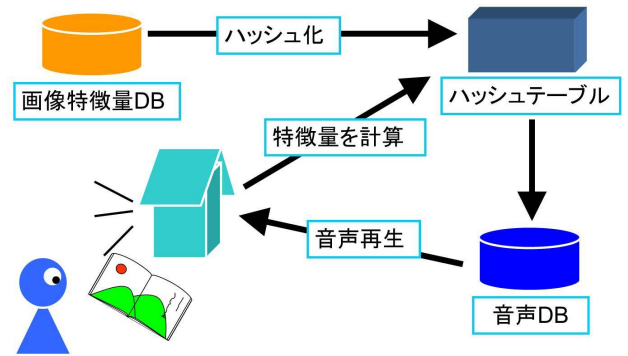 ハッシュ化
画像特徴量DB
ハッシュテーブル
特徴量を計算
音声再生
音声DB